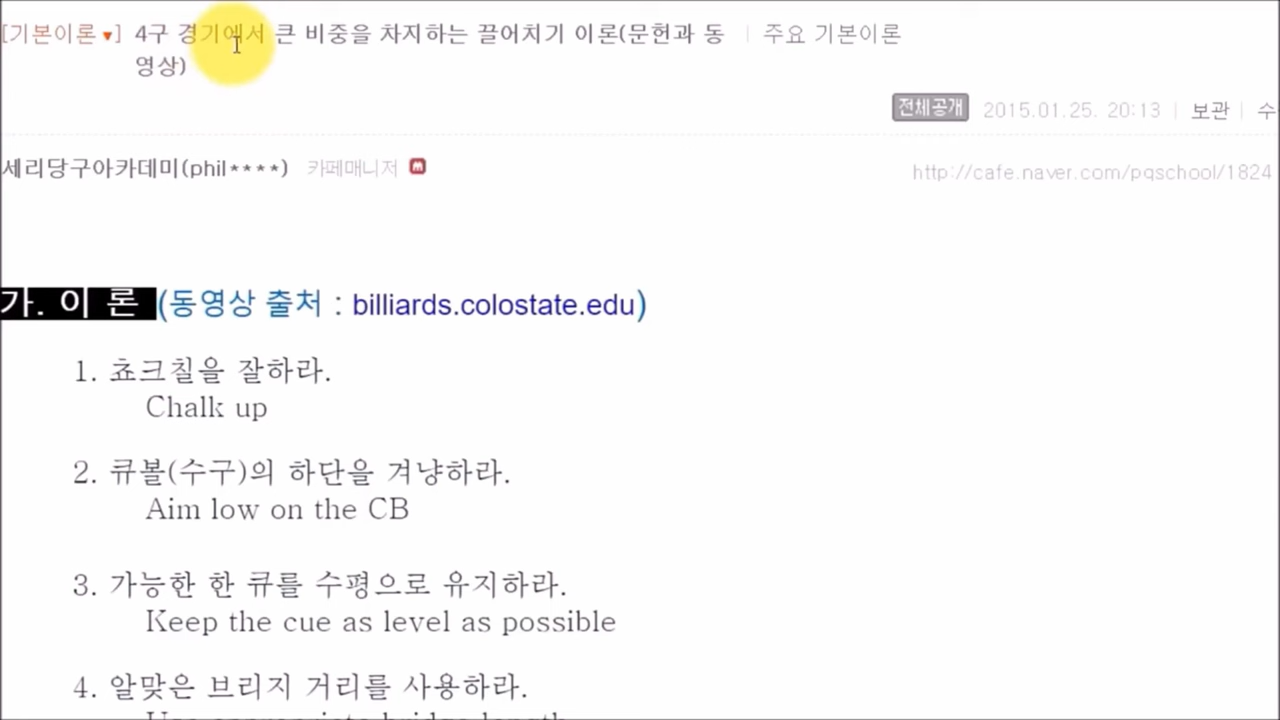 [기본이론▼] 4구 경기에서 큰 비중을 차지하는 끌어치기 이론(문헌과 동 | 주요 기본이론
영상)
전체공개 2015.01.25. 20:13 | 보관 | 수
세리당구아카데미(phil****) 카페매니저
http://cafe.naver.com/pqschool/1824
가. 이 론 (동영상 출처 : billiards.colostate.edu)
1. 쵸크칠을 잘하라.
Chalk up
2. 큐볼(수구)의 하단을 겨냥하라.
Aim low on the CB
3. 가능한 한 큐를 수평으로 유지하라.
Keep the cue as level as possible
4. 알맞은 브리지 거리를 사용하라.
Use appropriate bridge length